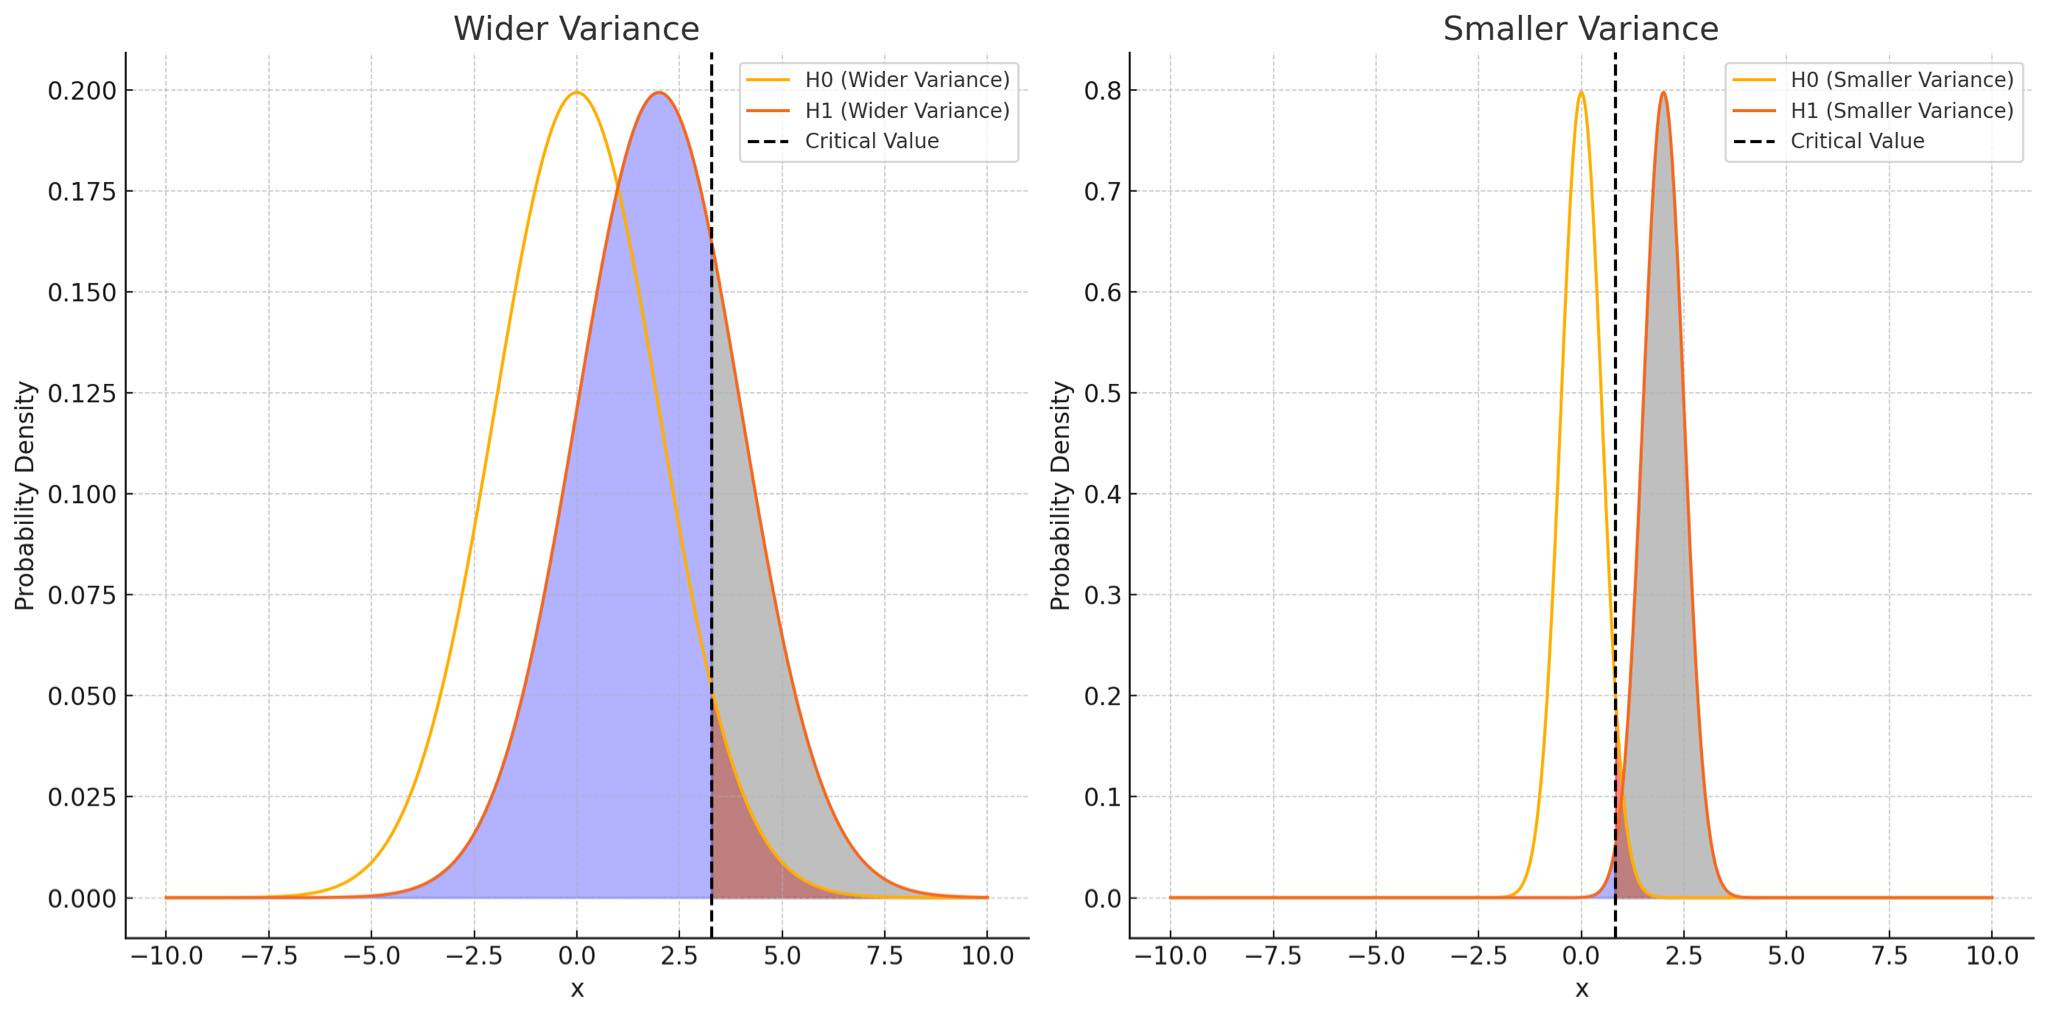 Wider Variance
H0 (Wider Variance)
H1 (Wider Variance)
Critical Value
Probability Density
0.200
0.175
0.150
0.125
0.100
0.075
0.050
0.025
0.000
−10.0 −7.5 −5.0 −2.5 0.0 2.5 5.0 7.5 10.0
x
Smaller Variance
H0 (Smaller Variance)
H1 (Smaller Variance)
Critical Value
Probability Density
0.8
0.7
0.6
0.5
0.4
0.3
0.2
0.1
0.0
−10.0 −7.5 −5.0 −2.5 0.0 2.5 5.0 7.5 10.0
x